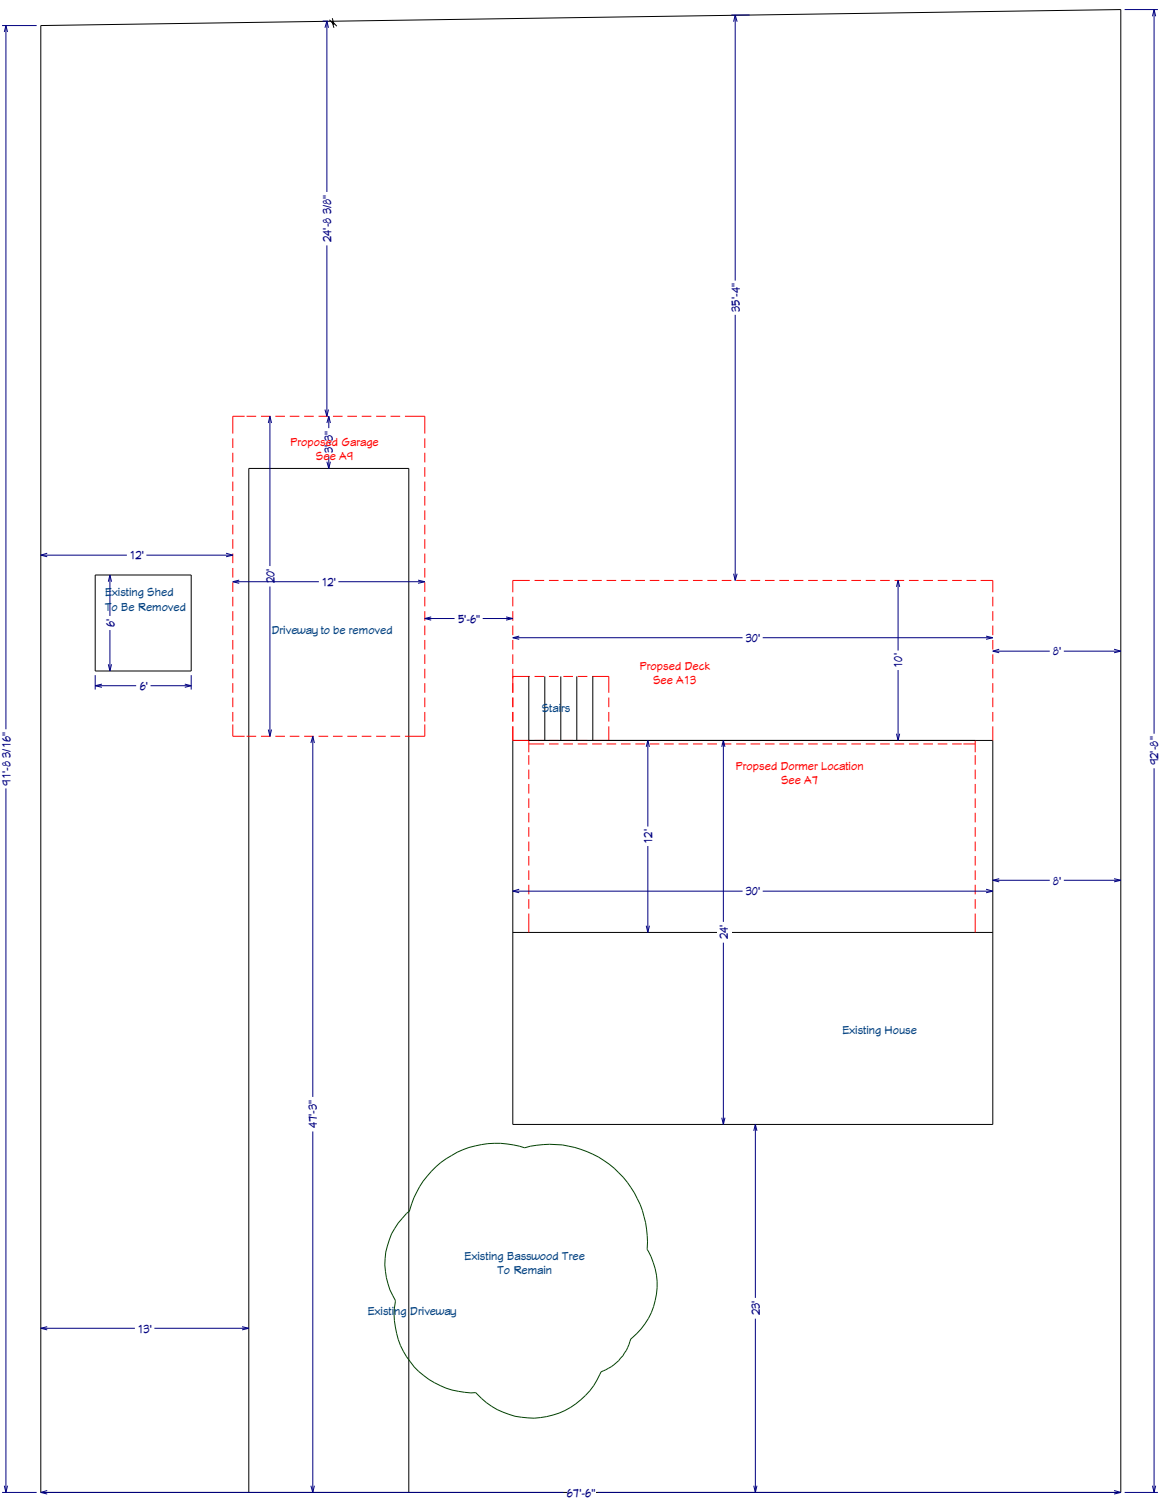 24'-8 3/8"
35'-4"
Proposed Garage
See A9
3'-3"
12'
20'
12'
Existing Shed
To Be Removed
6'
6'
Driveway to be removed
5'-6"
30'
10'
8'
Propsed Deck
See A13
Stairs
91'-8 3/16"
92'-8"
Propsed Dormer Location
See A7
12'
30'
24'
8'
Existing House
47'-3"
Existing Basswood Tree
To Remain
Existing Driveway
23'
13'
67'-6"